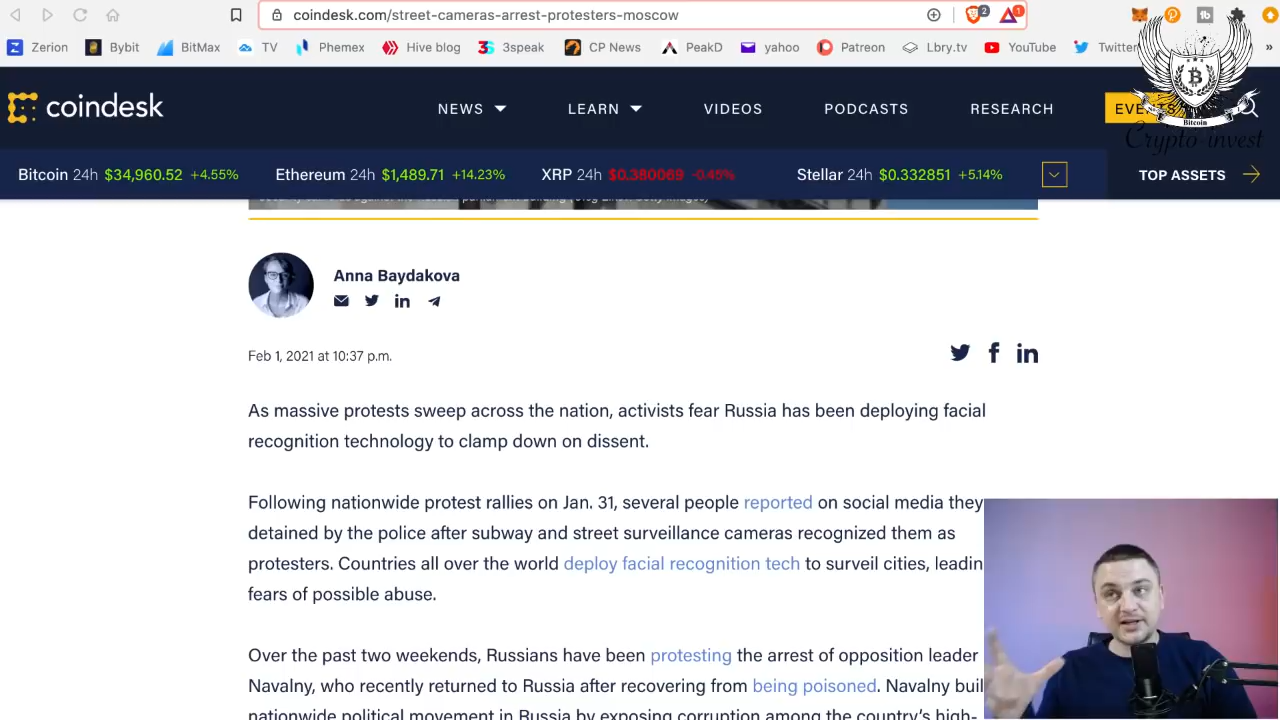 coindesk.com/street-cameras-arrest-protesters-moscow
2
1
Zerion
Bybit
BitMax
TV
Phemex
Hive blog
3speak
CP News
PeakD
yahoo
Patreon
Lbry.tv
YouTube
Twitter
»
coindesk
NEWS
LEARN
VIDEOS
PODCASTS
RESEARCH
Bitcoin
Crypto-invest
Bitcoin 24h $34,960.52 +4.55%
Ethereum 24h $1,489.71 +14.23%
XRP 24h $0.380069 -0.45%
Stellar 24h $0.332851 +5.14%
TOP ASSETS
Anna Baydakova
Feb 1, 2021 at 10:37 p.m.
As massive protests sweep across the nation, activists fear Russia has been deploying facial
recognition technology to clamp down on dissent.
Following nationwide protest rallies on Jan. 31, several people reported on social media they
detained by the police after subway and street surveillance cameras recognized them as
protesters. Countries all over the world deploy facial recognition tech to surveil cities, leadin
fears of possible abuse.
Over the past two weekends, Russians have been protesting the arrest of opposition leader
Navalny, who recently returned to Russia after recovering from being poisoned. Navalny buil
nationwide political movement in Russia by exposing corruption among the country's high-